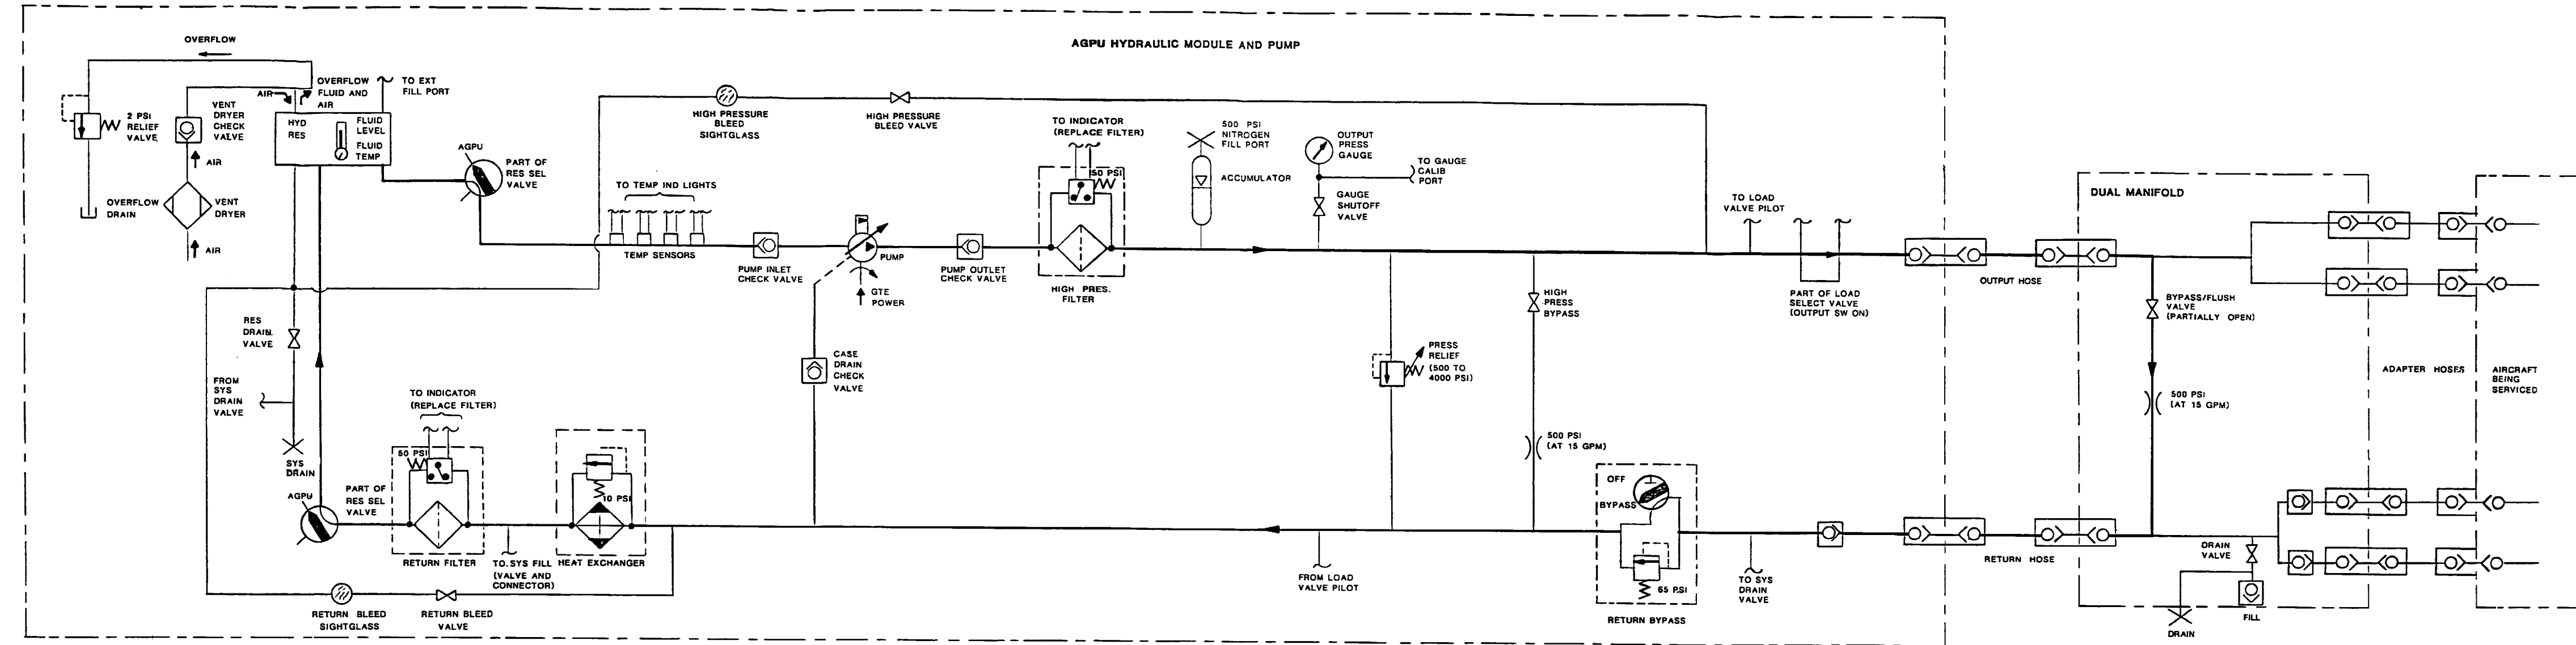 AGPU HYDRAULIC MODULE AND PUMP
OVERFLOW
OVERFLOW
FLUID AND
AIR
TO EXT
FILL PORT
AIR
VENT
DRYER
CHECK
VALVE
2 PSI
RELIEF
VALVE
HYD
RES
FLUID
LEVEL
FLUID
TEMP
AIR
OVERFLOW
DRAIN
VENT
DRYER
AIR
AGPU
PART OF
RES SEL
VALVE
TO TEMP IND LIGHTS
TEMP SENSORS
HIGH PRESSURE
BLEED
SIGHTGLASS
HIGH PRESSURE
BLEED VALVE
PUMP INLET
CHECK VALVE
PUMP
GTE
POWER
PUMP OUTLET
CHECK VALVE
TO INDICATOR
(REPLACE FILTER)
50 PSI
HIGH PRES.
FILTER
500 PSI
NITROGEN
FILL PORT
ACCUMULATOR
OUTPUT
PRESS
GAUGE
TO GAUGE
CALIB
PORT
GAUGE
SHUTOFF
VALVE
TO LOAD
VALVE PILOT
PART OF LOAD
SELECT VALVE
(OUTPUT SW ON)
OUTPUT HOSE
DUAL MANIFOLD
BYPASS/FLUSH
VALVE
(PARTIALLY OPEN)
500 PSI
(AT 15 GPM)
ADAPTER HOSES
AIRCRAFT
BEING
SERVICED
HIGH
PRESS
BYPASS
PRESS
RELIEF
(500 TO
4000 PSI)
500 PSI
(AT 15 GPM)
CASE
DRAIN
CHECK
VALVE
RES
DRAIN
VALVE
FROM
SYS
DRAIN
VALVE
SYS
DRAIN
AGPU
PART OF
RES SEL
VALVE
TO INDICATOR
(REPLACE FILTER)
50 PSI
RETURN FILTER
TO SYS FILL
(VALVE AND
CONNECTOR)
10 PSI
HEAT EXCHANGER
RETURN BLEED
SIGHTGLASS
RETURN BLEED
VALVE
FROM LOAD
VALVE PILOT
OFF
BYPASS
65 PSI
RETURN BYPASS
TO SYS
DRAIN
VALVE
RETURN HOSE
DRAIN
VALVE
FILL
DRAIN